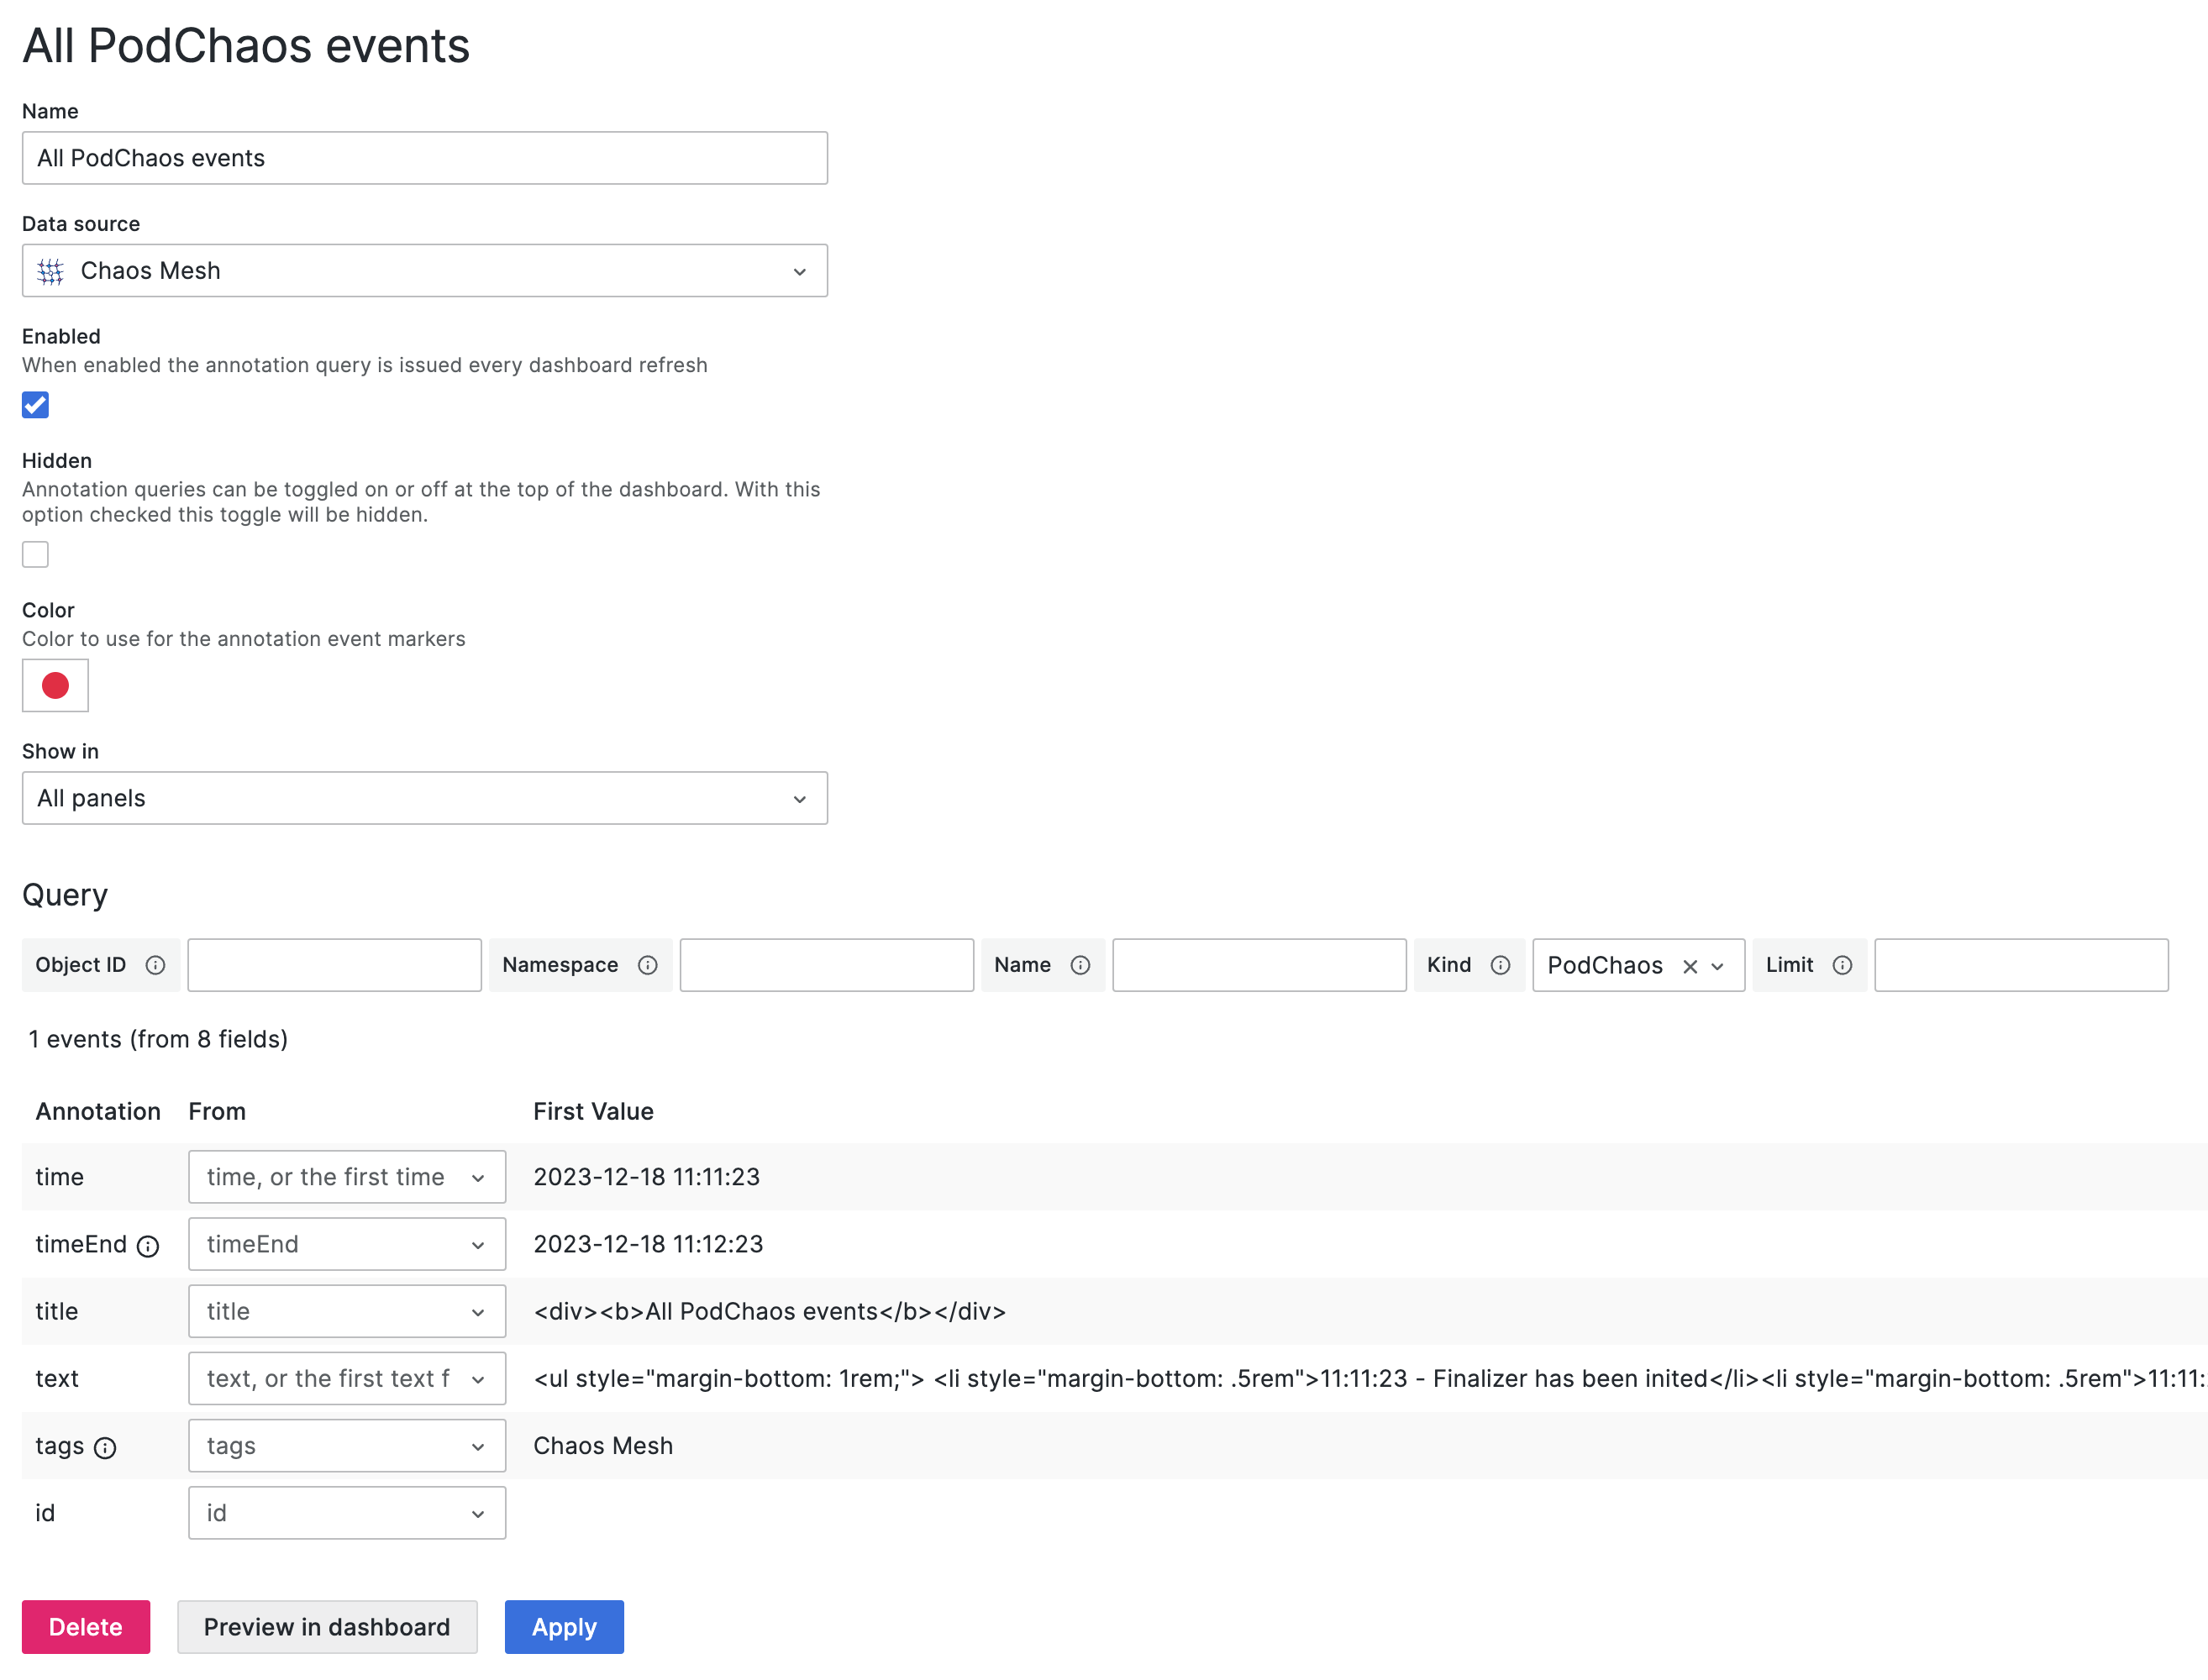 All PodChaos events
Name
All PodChaos events
Data source
Chaos Mesh
Enabled
When enabled the annotation query is issued every dashboard refresh
Hidden
Annotation queries can be toggled on or off at the top of the dashboard. With this
option checked this toggle will be hidden.
Color
Color to use for the annotation event markers
Show in
All panels
Query
Object ID Namespace Name Kind PodChaos Limit
1 events (from 8 fields)
Annotation From First Value
time time, or the first time 2023-12-18 11:11:23
timeEnd timeEnd 2023-12-18 11:12:23
title title <div><b>All PodChaos events</b></div>
text text, or the first text f <ul style="margin-bottom: 1rem;"> <li style="margin-bottom: .5rem">11:11:23 - Finalizer has been inited</li><li style="margin-bottom: .5rem">11:11:
tags tags Chaos Mesh
id id
Delete Preview in dashboard Apply